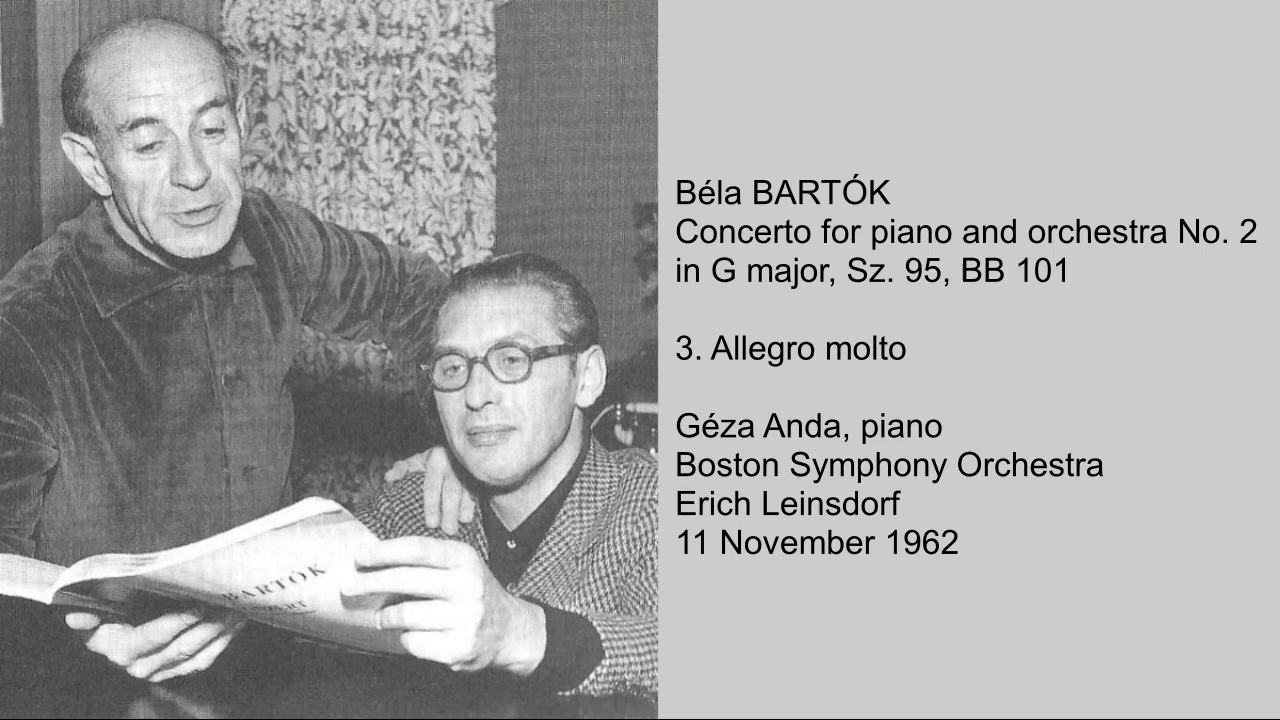 Béla BARTÓK
Concerto for piano and orchestra No. 2
in G major, Sz. 95, BB 101
3. Allegro molto
Géza Anda, piano
Boston Symphony Orchestra
Erich Leinsdorf
11 November 1962
BARTÓK